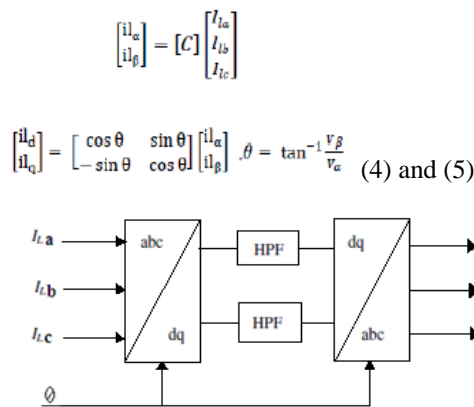 [il_α il_β] = [C] [I_la I_lb I_lc]
[il_d il_q] = [cos θ sin θ −sin θ cos θ] [il_α il_β] ,θ = tan⁻¹ v_β/v_α (4) and (5)
I_L a abc HPF dq
I_L b
I_L c dq HPF abc
θ